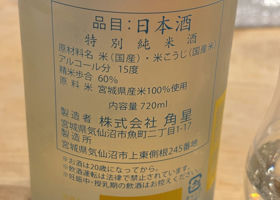 品目：日本酒
特別純米酒
原材料名 米(国産)・米こうじ(国産米
アルコール分 15度
精米歩合 60%
原料米 宮城県産米100%使用
内容量720ml
製造者 株式会社 角星
宮城県気仙沼市魚町二丁目1-17
製造所
宮城県気仙沼市上東側根245番地
※お酒は20歳になってから。
※飲酒運転は法律で禁止されています。
※妊娠中・授乳期の飲酒はお気をつけ